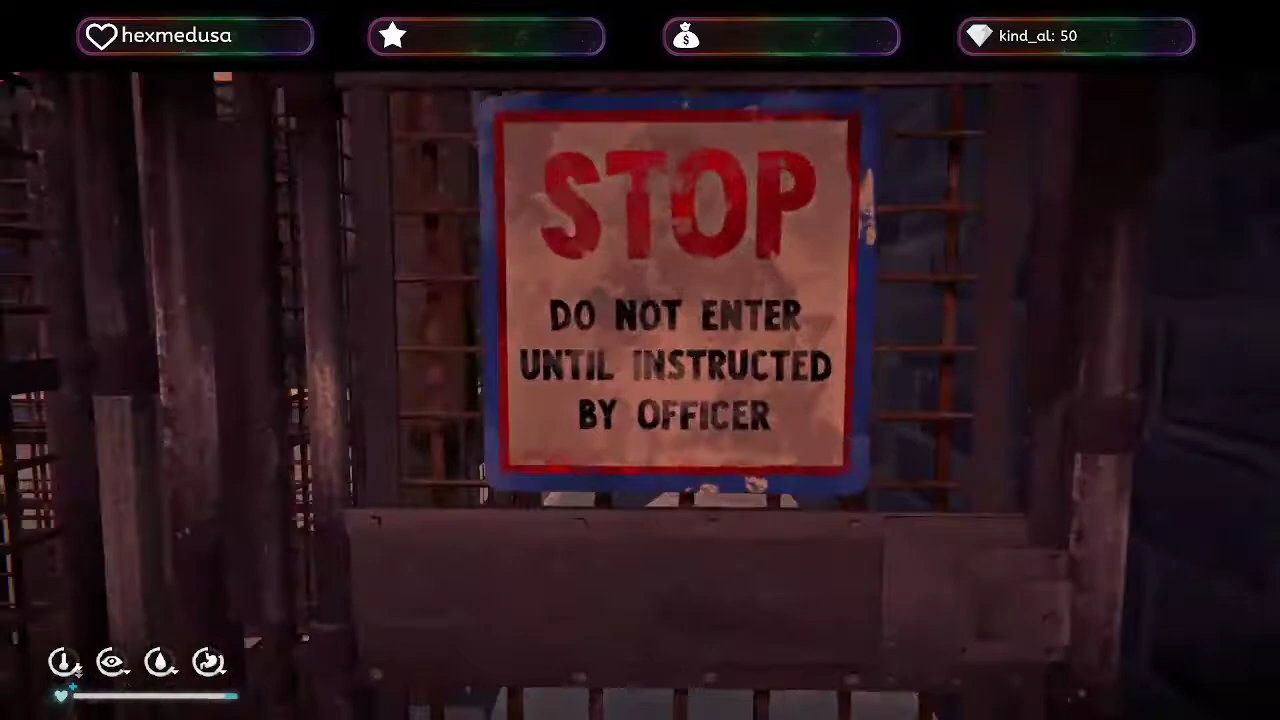 hexmedusa
kind_al: 50
STOP
DO NOT ENTER
UNTIL INSTRUCTED
BY OFFICER